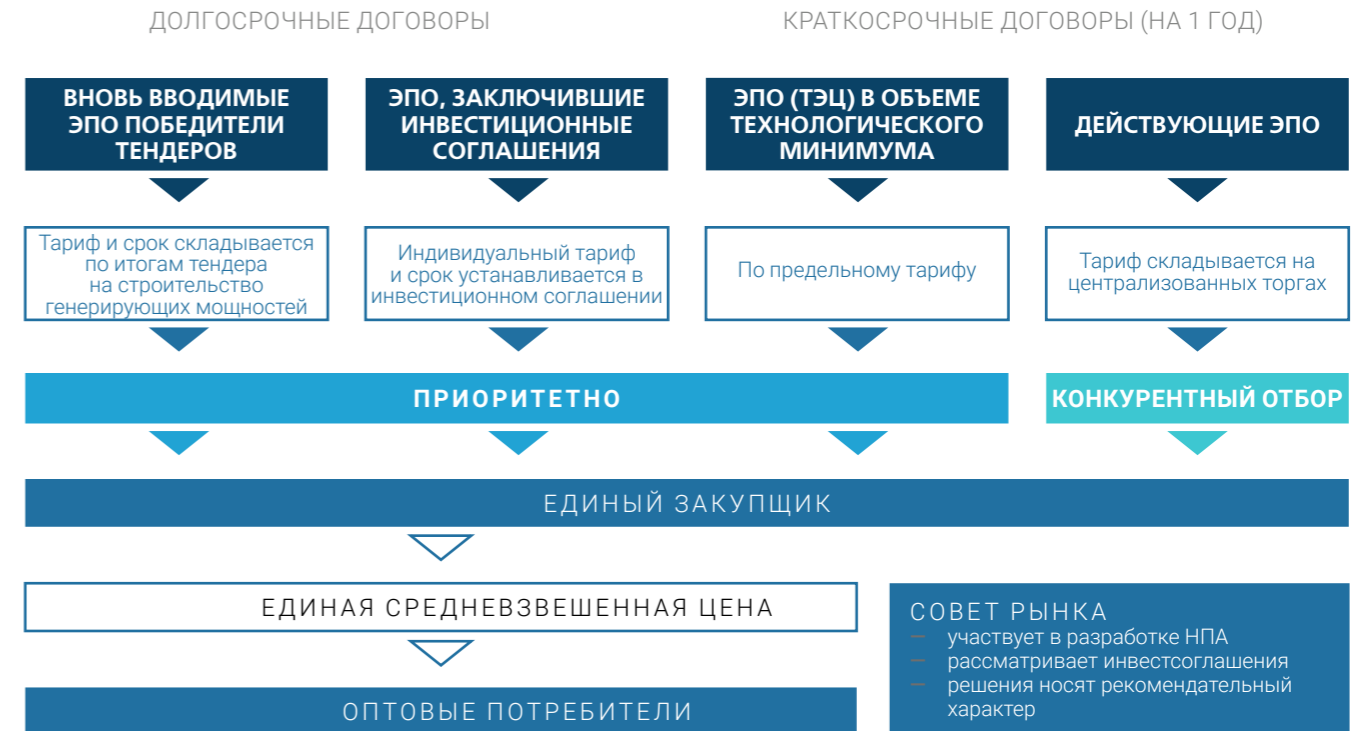 ДОЛГОСРОЧНЫЕ ДОГОВОРЫ
КРАТКОСРОЧНЫЕ ДОГОВОРЫ (НА 1 ГОД)
ВНОВЬ ВВОДИМЫЕ
ЭПО ПОБЕДИТЕЛИ
ТЕНДЕРОВ
ЭПО, ЗАКЛЮЧИВШИЕ
ИНВЕСТИЦИОННЫЕ
СОГЛАШЕНИЯ
ЭПО (ТЭЦ) В ОБЪЕМЕ
ТЕХНОЛОГИЧЕСКОГО
МИНИМУМА
ДЕЙСТВУЮЩИЕ ЭПО
Тариф и срок складывается
по итогам тендера
на строительство
генерирующих мощностей
Индивидуальный тариф
и срок устанавливается в
инвестиционном соглашении
По предельному тарифу
Тариф складывается на
централизованных торгах
ПРИОРИТЕТНО
КОНКУРЕНТНЫЙ ОТБОР
ЕДИНЫЙ ЗАКУПЩИК
ЕДИНАЯ СРЕДНЕВЗВЕШЕННАЯ ЦЕНА
ОПТОВЫЕ ПОТРЕБИТЕЛИ
СОВЕТ РЫНКА
— участвует в разработке НПА
— рассматривает инвестсоглашения
— решения носят рекомендательный
характер